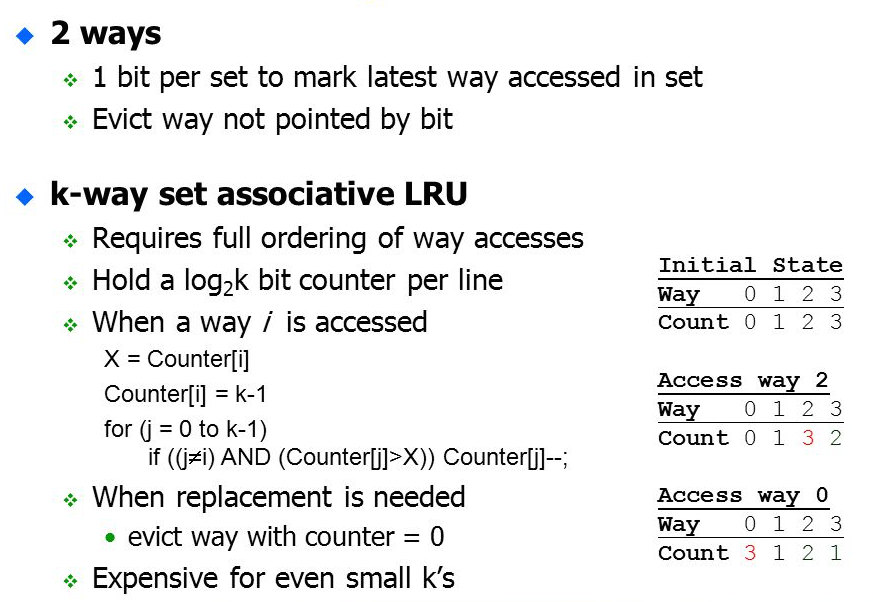 2 ways
1 bit per set to mark latest way accessed in set
Evict way not pointed by bit
k-way set associative LRU
Requires full ordering of way accesses
Hold a log₂k bit counter per line
When a way i is accessed
X = Counter[i]
Counter[i] = k-1
for (j = 0 to k-1)
if ((j≠i) AND (Counter[j]>X)) Counter[j]--;
When replacement is needed
evict way with counter = 0
Expensive for even small k's
Initial State
Way 0 1 2 3
Count 0 1 2 3
Access way 2
Way 0 1 2 3
Count 0 1 3 2
Access way 0
Way 0 1 2 3
Count 3 1 2 1